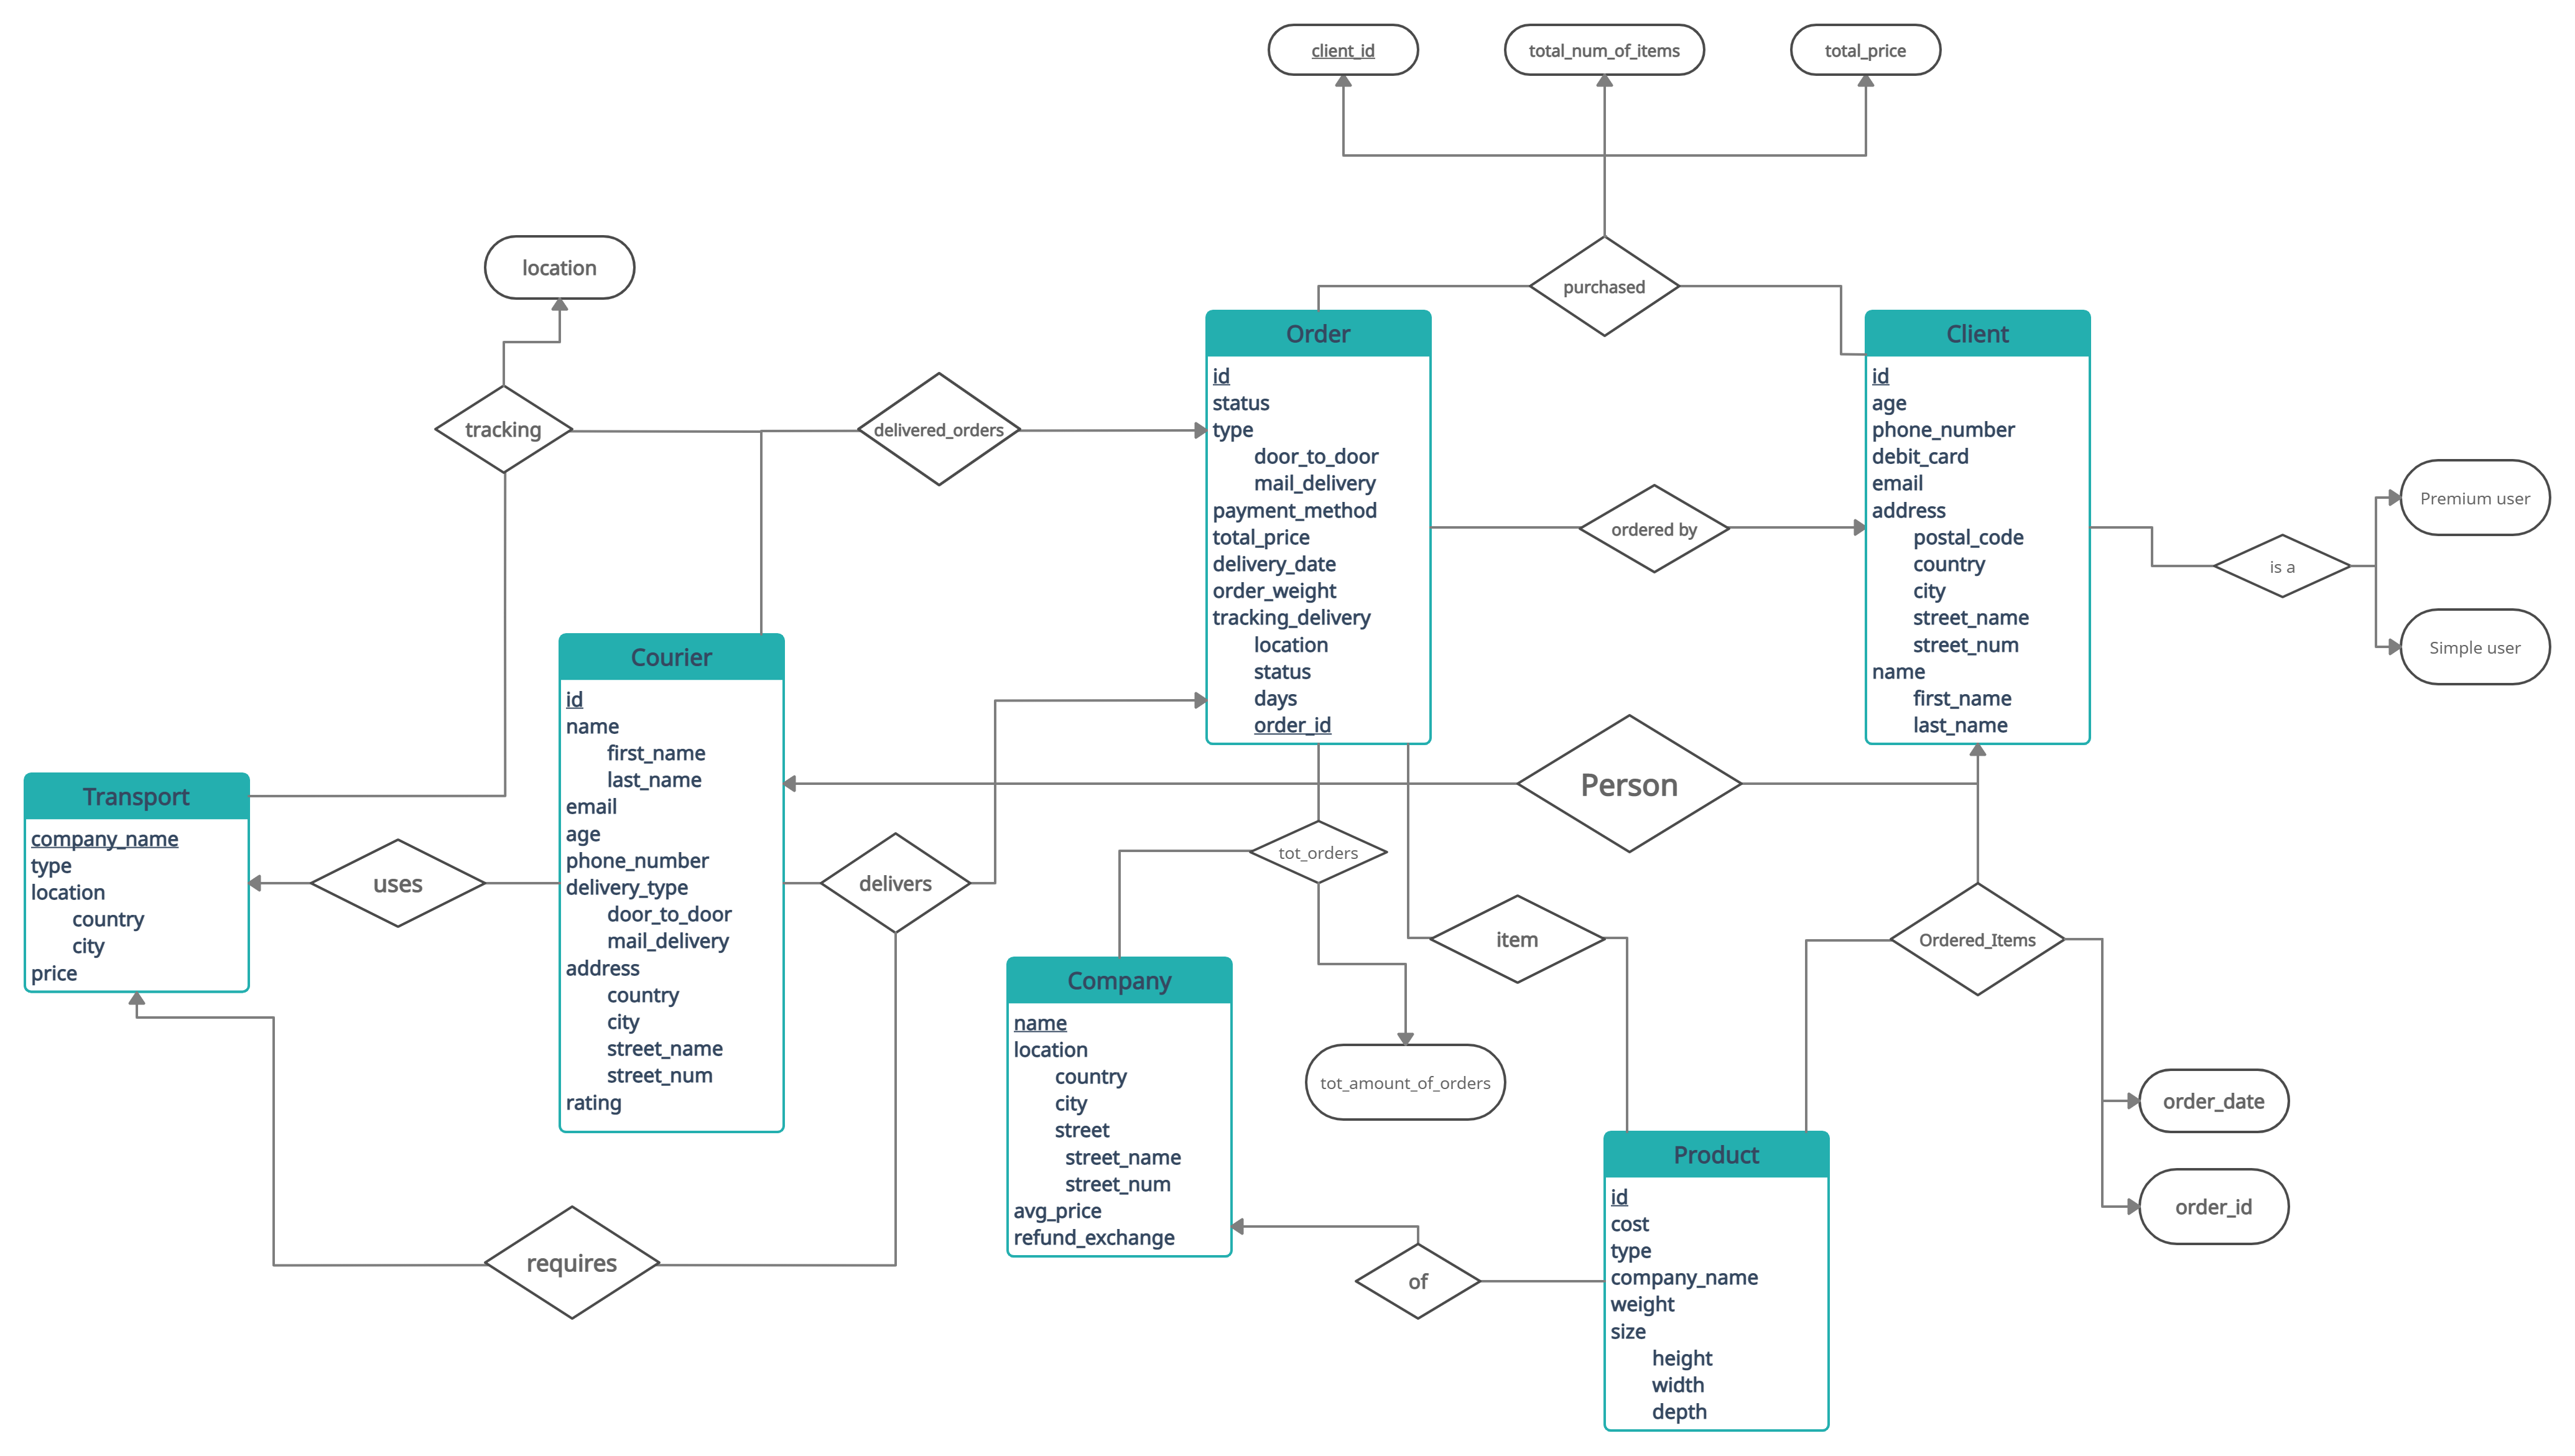 client_id
total_num_of_items
total_price
location
purchased
tracking
delivered_orders
Order
id
status
type
door_to_door
mail_delivery
payment_method
total_price
delivery_date
order_weight
tracking_delivery
location
status
days
order_id
ordered by
Client
id
age
phone_number
debit_card
email
address
postal_code
country
city
street_name
street_num
name
first_name
last_name
is a
Premium user
Simple user
Person
Courier
id
name
first_name
last_name
email
age
phone_number
delivery_type
door_to_door
mail_delivery
address
country
city
street_name
street_num
rating
Transport
company_name
type
location
country
city
price
uses
delivers
tot_orders
item
Ordered_Items
Company
name
location
country
city
street
street_name
street_num
avg_price
refund_exchange
tot_amount_of_orders
order_date
order_id
requires
of
Product
id
cost
type
company_name
weight
size
height
width
depth